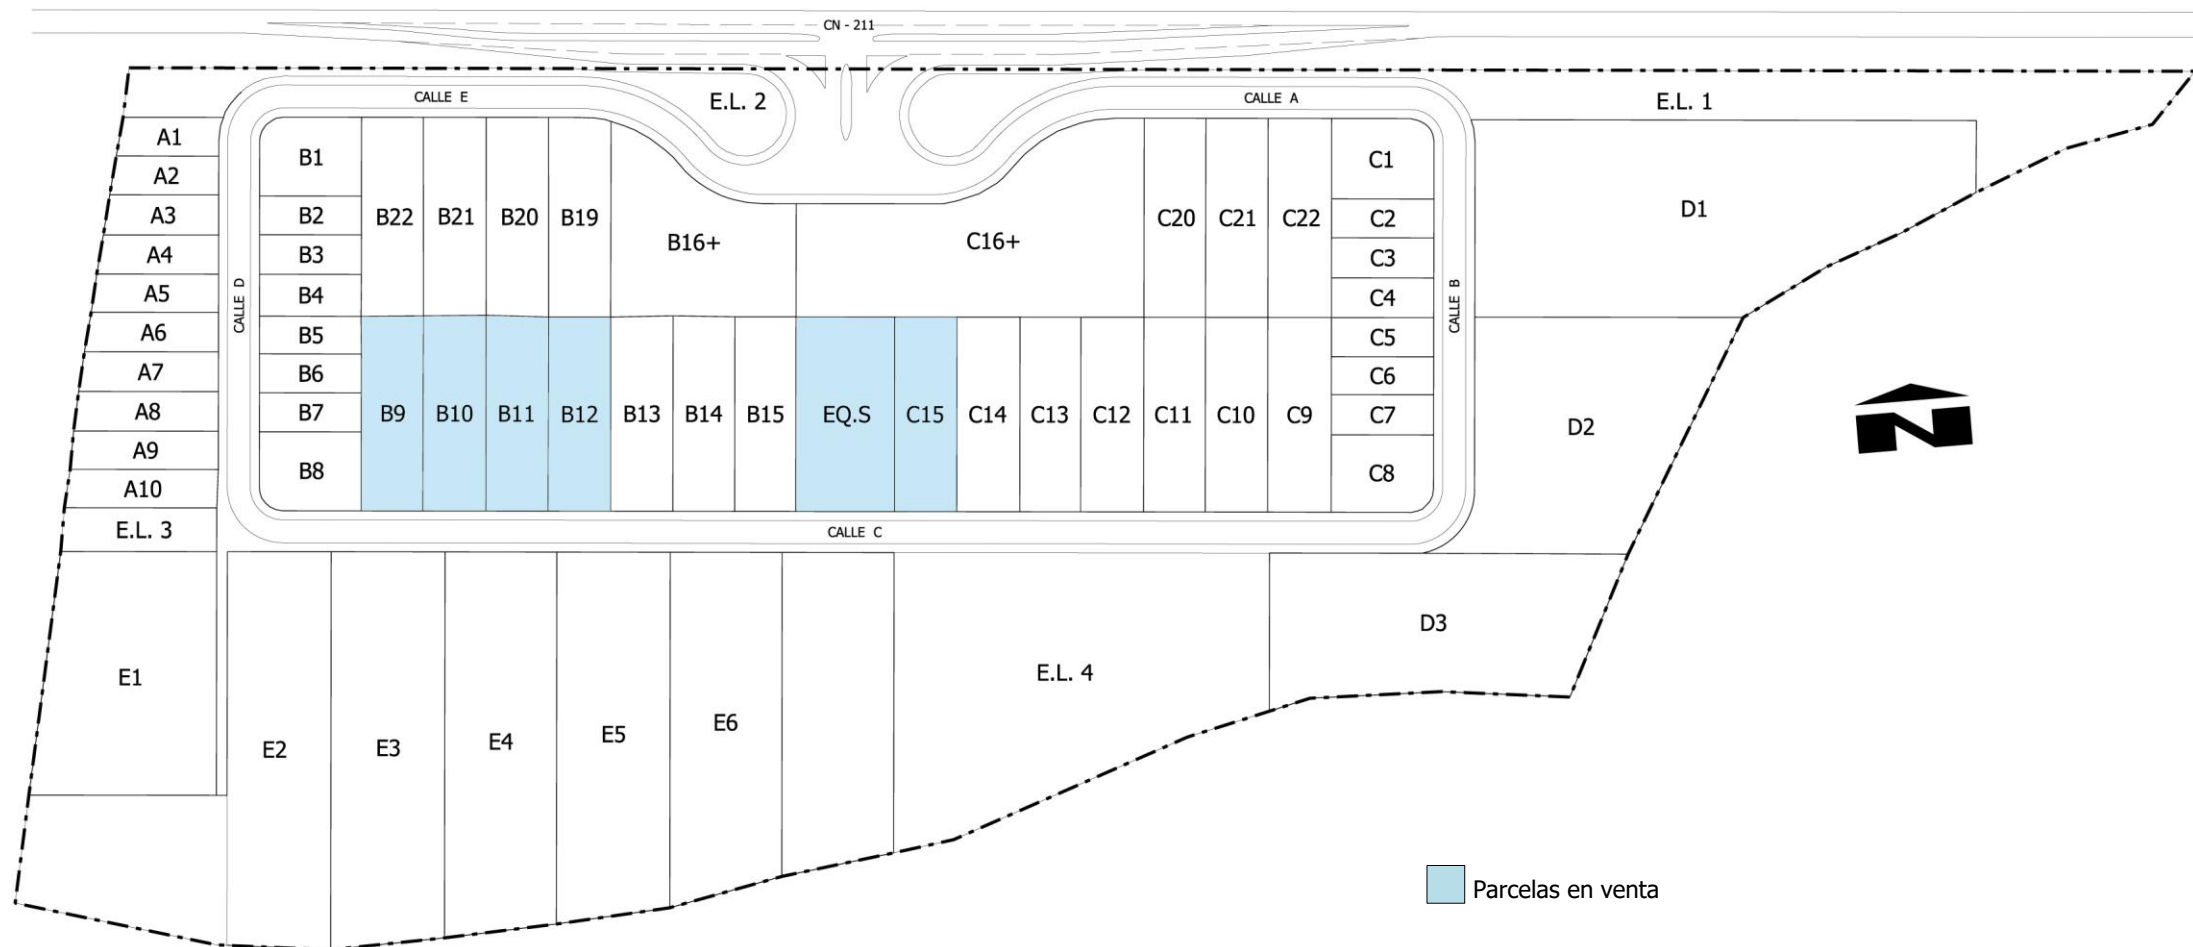 CN - 211
CALLE E
E.L. 2
CALLE A
E.L. 1
A1
A2
A3
A4
A5
A6
A7
A8
A9
A10
E.L. 3
CALLE D
B1
B2
B3
B4
B5
B6
B7
B8
B22
B21
B20
B19
B16+
C16+
C20
C21
C22
C1
C2
C3
C4
C5
C6
C7
C8
CALLE B
D1
D2
B9
B10
B11
B12
B13
B14
B15
EQ.S
C15
C14
C13
C12
C11
C10
C9
N
CALLE C
E1
E2
E3
E4
E5
E6
E.L. 4
D3
Parcelas en venta